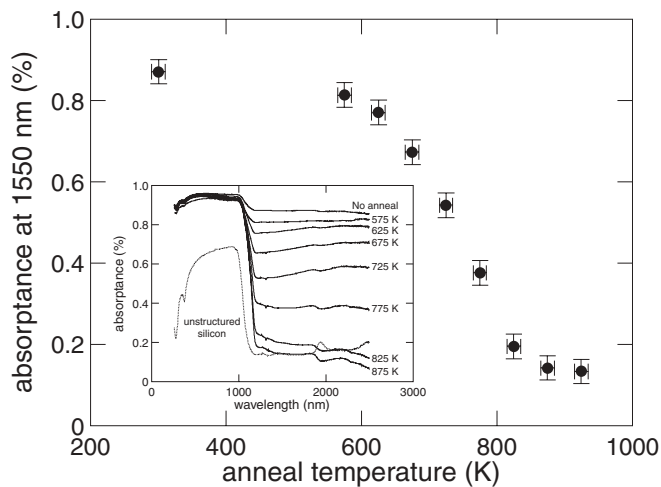 1.0
0.8
0.6
0.4
0.2
0
200
400
600
800
1000
absorptance at 1550 nm (%)
anneal temperature (K)
1.0
0.8
0.6
0.4
0.2
0
0
1000
2000
3000
absorptance (%)
wavelength (nm)
No anneal
575 K
625 K
675 K
725 K
775 K
825 K
875 K
unstructured
silicon